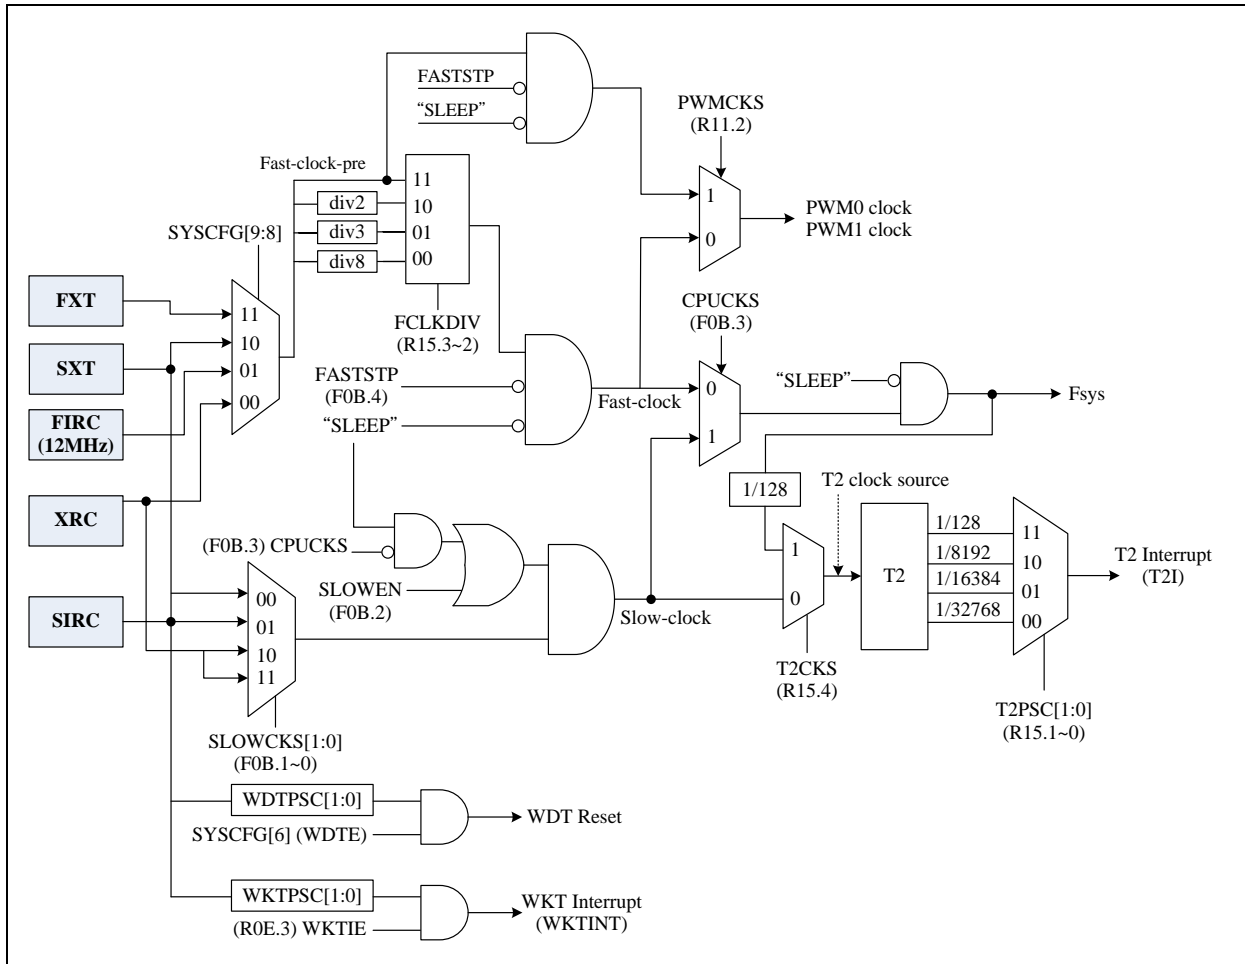 FASTSTP
“SLEEP”
PWMCKS
(R11.2)
1
0
PWM0 clock
PWM1 clock
Fast-clock-pre
11
div2
10
div3
01
div8
00
FCLKDIV
(R15.3~2)
SYSCFG[9:8]
FXT
SXT
FIRC
(12MHz)
XRC
SIRC
11
10
01
00
FASTSTP
(F0B.4)
“SLEEP”
Fast-clock
CPUCKS
(F0B.3)
0
1
“SLEEP”
Fsys
1/128
T2 clock source
(F0B.3) CPUCKS
SLOWEN
(F0B.2)
Slow-clock
00
01
10
11
SLOWCKS[1:0]
(F0B.1~0)
1
0
T2CKS
(R15.4)
T2
1/128
1/8192
1/16384
1/32768
11
10
01
00
T2 Interrupt
(T2I)
T2PSC[1:0]
(R15.1~0)
WDTPSC[1:0]
SYSCFG[6] (WDTE)
WDT Reset
WKTPSC[1:0]
(R0E.3) WKTIE
WKT Interrupt
(WKTINT)